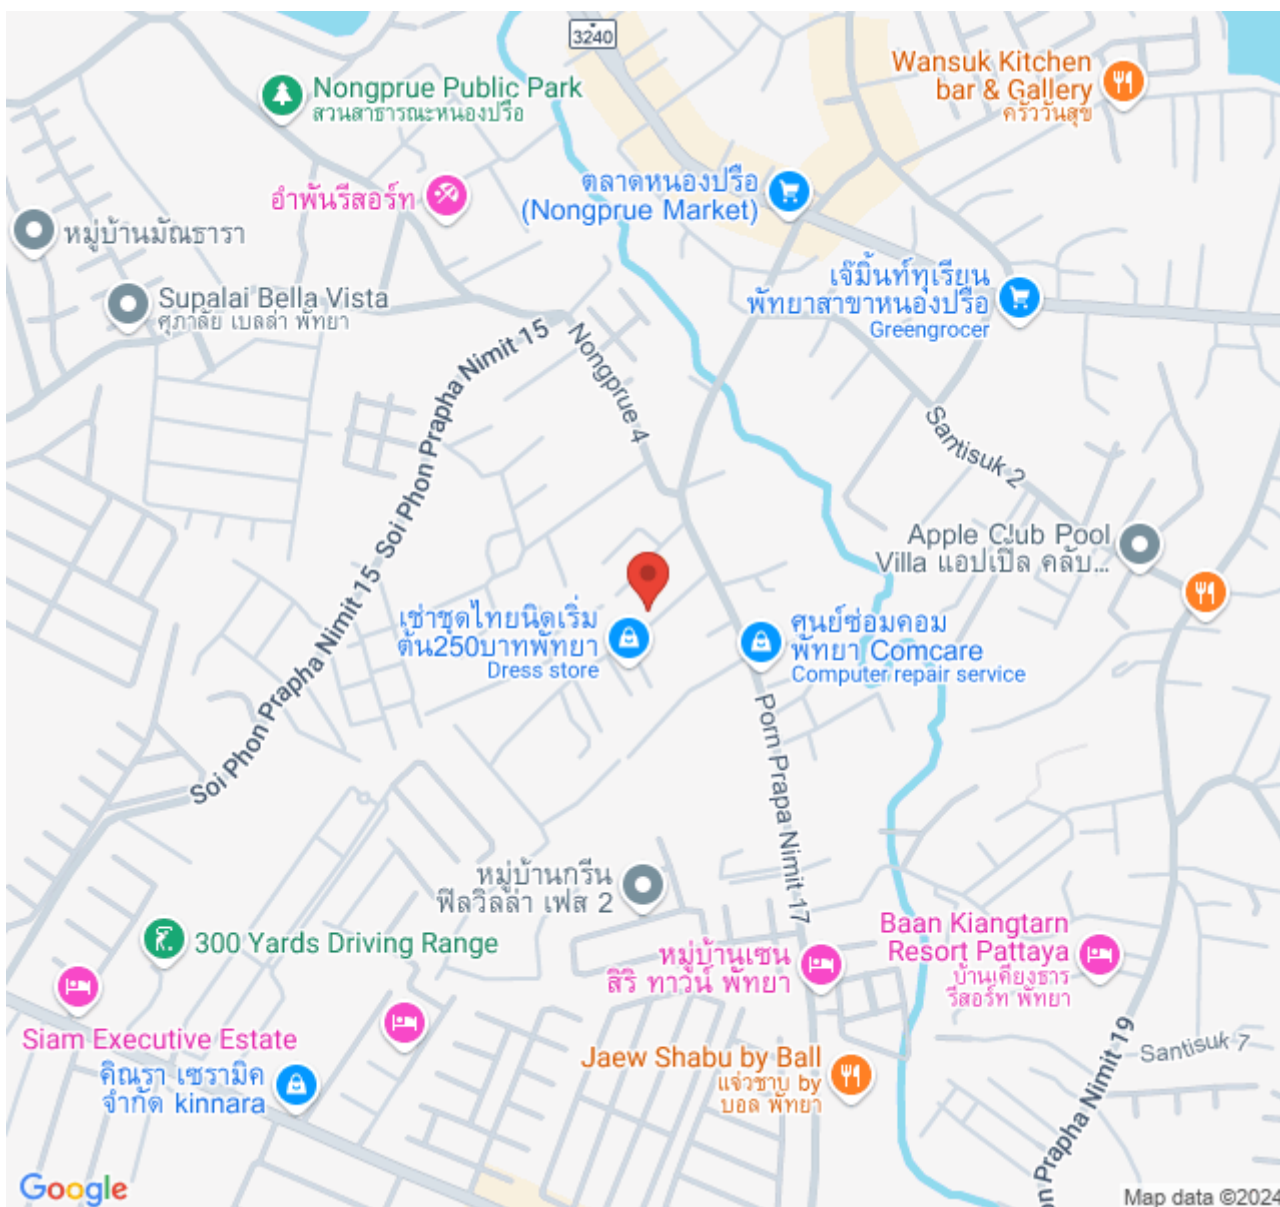 3240
Wansuk Kitchen
bar & Gallery
ครัววันสุข
Nongprue Public Park
สวนสาธารณะหนองปรือ
อำพันรีสอร์ท
ตลาดหนองปรือ
(Nongprue Market)
หมู่บ้านมัณธารา
Supalai Bella Vista
ศุภาลัย เบลล่า พัทยา
เจ๊มิ้นท์ทุเรียน
พัทยาสาขาหนองปรือ
Greengrocer
Soi Phon Prapha Nimit 15
Nongprue 4
Santisuk 2
Apple Club Pool
Villa แอปเปิ้ล คลับ...
Soi Phon Prapha Nimit 15
เช่าชุดไทยนิดเริ่ม
ต้น250บาทพัทยา
Dress store
ศูนย์ซ่อมคอม
พัทยา Comcare
Computer repair service
Porn Prapa Nimit 17
หมู่บ้านกรีน
ฟิลวิลล่า เฟส 2
300 Yards Driving Range
หมู่บ้านเซน
สิริ ทาวน์ พัทยา
Baan Kiangtarn
Resort Pattaya
บ้านเคียงธาร
รีสอร์ท พัทยา
Siam Executive Estate
คิณรา เซรามิค
จำกัด kinnara
Jaew Shabu by Ball
แจ่วชาบู by
บอล พัทยา
Santisuk 7
on Prapha Nimit 19
Google
Map data ©2024